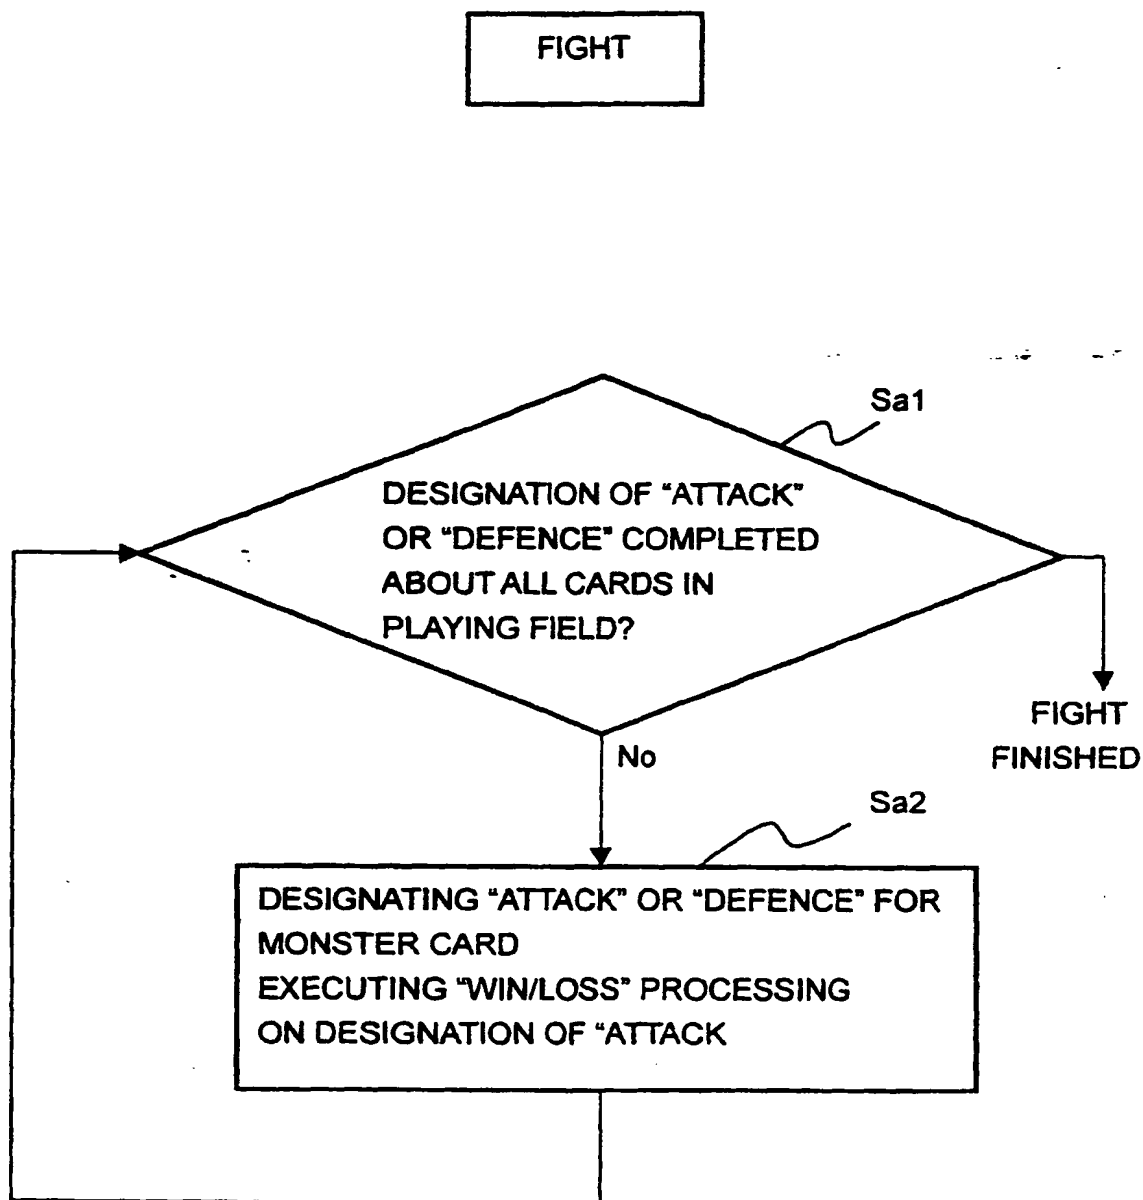 FIGHT
Sa1
DESIGNATION OF "ATTACK"
OR "DEFENCE" COMPLETED
ABOUT ALL CARDS IN
PLAYING FIELD?
FIGHT
FINISHED
No
Sa2
DESIGNATING "ATTACK" OR "DEFENCE" FOR
MONSTER CARD
EXECUTING "WIN/LOSS" PROCESSING
ON DESIGNATION OF "ATTACK